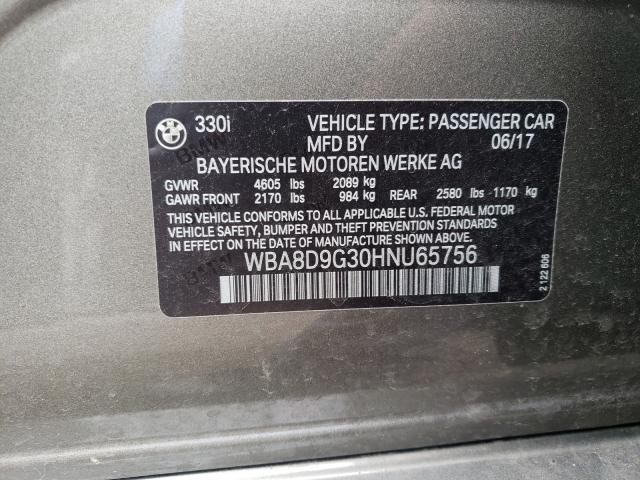 BMW 330i VEHICLE TYPE: PASSENGER CAR
MFD BY 06/17
BAYERISCHE MOTOREN WERKE AG
GVWR 4605 lbs 2089 kg
GAWR FRONT 2170 lbs 984 kg REAR 2580 lbs 1170 kg
THIS VEHICLE CONFORMS TO ALL APPLICABLE U.S. FEDERAL MOTOR
VEHICLE SAFETY, BUMPER AND THEFT PREVENTION STANDARDS
IN EFFECT ON THE DATE OF MANUFACTURE SHOWN ABOVE.
WBA8D9G30HNU65756
2 122 606
BMW
BMW